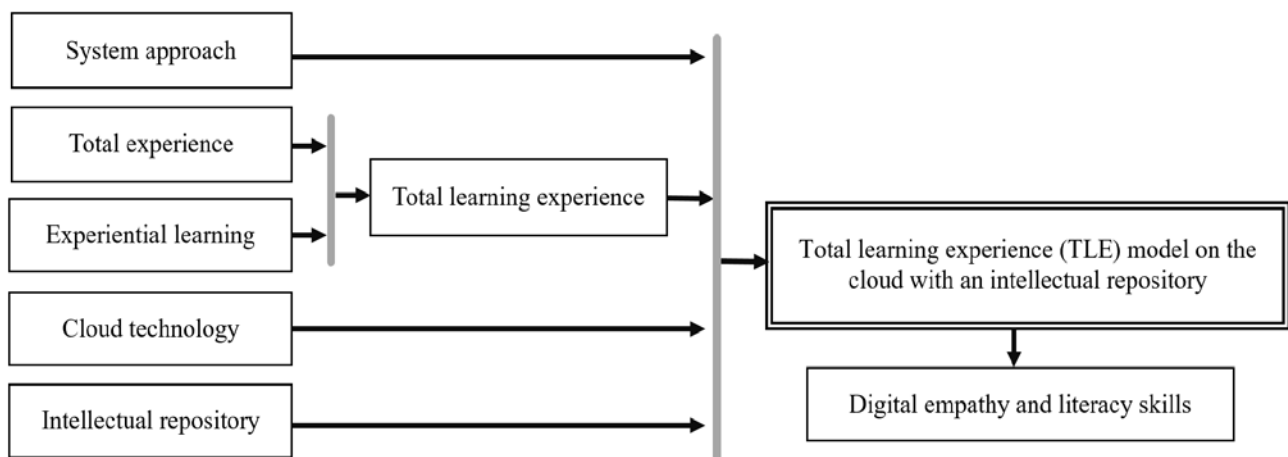 System approach
Total experience
Experiential learning
Total learning experience
Cloud technology
Intellectual repository
Total learning experience (TLE) model on the
cloud with an intellectual repository
Digital empathy and literacy skills